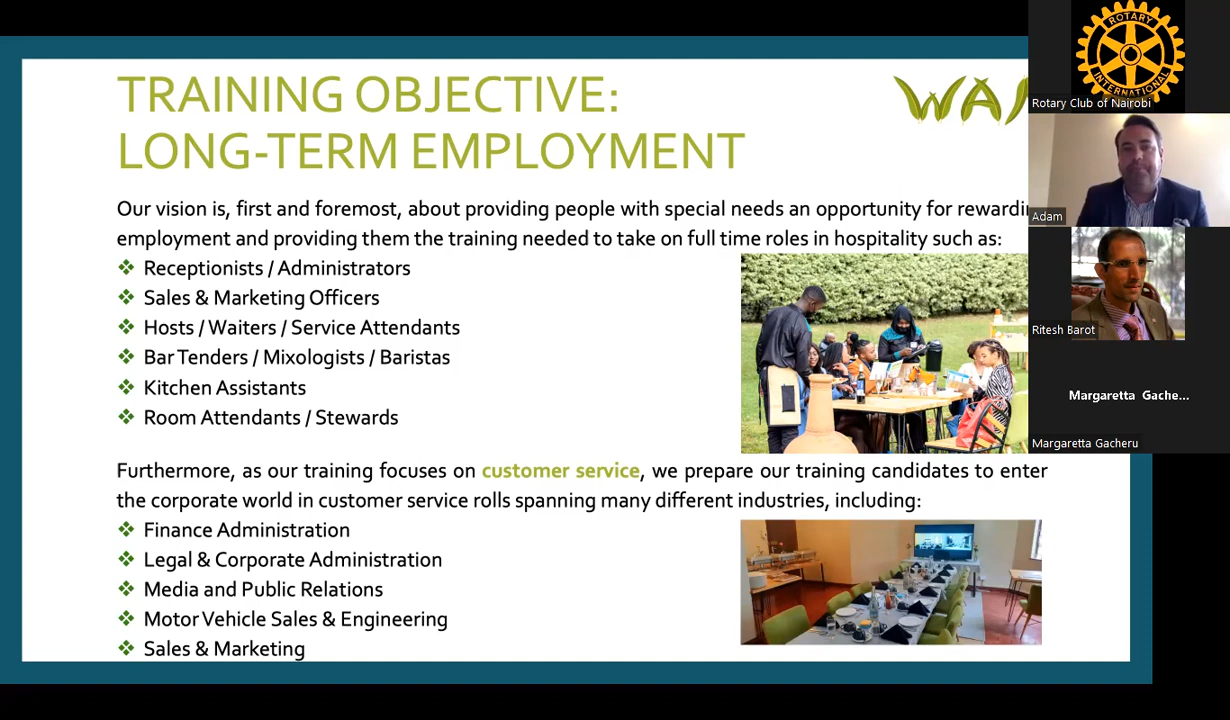 TRAINING OBJECTIVE:
LONG-TERM EMPLOYMENT
Our vision is, first and foremost, about providing people with special needs an opportunity for rewardin
employment and providing them the training needed to take on full time roles in hospitality such as:
Receptionists / Administrators
Sales & Marketing Officers
Hosts / Waiters / Service Attendants
Bar Tenders / Mixologists / Baristas
Kitchen Assistants
Room Attendants / Stewards
Furthermore, as our training focuses on customer service, we prepare our training candidates to enter
the corporate world in customer service rolls spanning many different industries, including:
Finance Administration
Legal & Corporate Administration
Media and Public Relations
Motor Vehicle Sales & Engineering
Sales & Marketing
ROTARY
INTERNATIONAL
Rotary Club of Nairobi
Adam
Ritesh Barot
Margaretta Gache...
Margaretta Gacheru